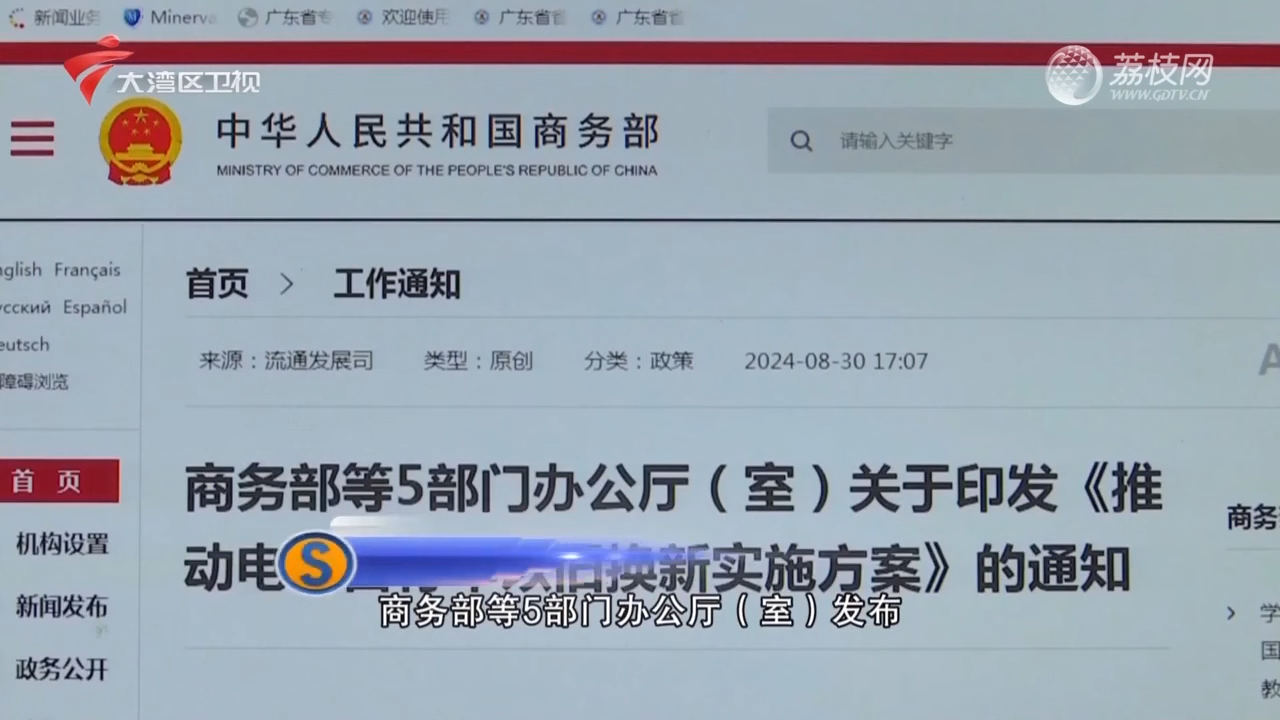 新闻业务
Minerva
广东省专
欢迎使用
广东省
广东省
大湾区卫视
荔枝网
WWW.GDTV.CN
中华人民共和国商务部
MINISTRY OF COMMERCE OF THE PEOPLE'S REPUBLIC OF CHINA
请输入关键字
nglish Français
усский Español
eutsch
障碍浏览
首页 > 工作通知
来源：流通发展司 类型：原创 分类：政策 2024-08-30 17:07
首 页
机构设置
新闻发布
政务公开
商务部等5部门办公厅（室）关于印发《推
动电 以旧换新实施方案》的通知
S
商务部等5部门办公厅（室）发布
商务
学
国
教